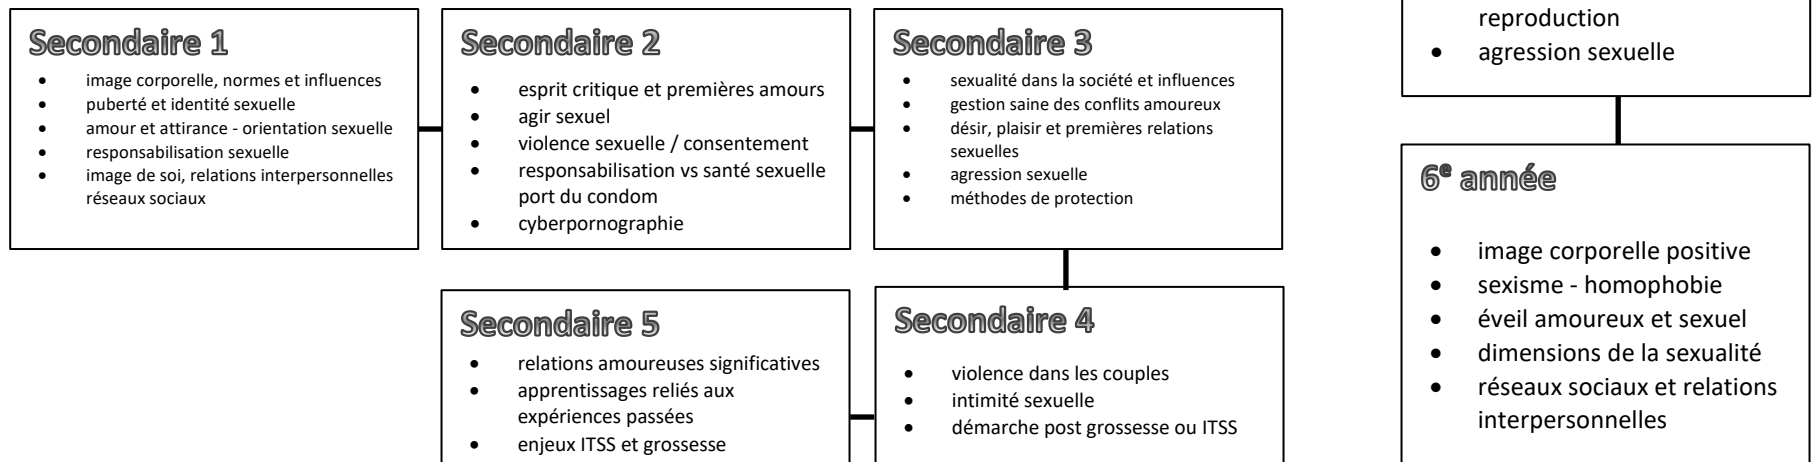 Secondaire 1
• image corporelle, normes et influences
• puberté et identité sexuelle
• amour et attirance - orientation sexuelle
• responsabilisation sexuelle
• image de soi, relations interpersonnelles
réseaux sociaux
Secondaire 2
• esprit critique et premières amours
• agir sexuel
• violence sexuelle / consentement
• responsabilisation vs santé sexuelle
port du condom
• cyberpornographie
Secondaire 3
• sexualité dans la société et influences
• gestion saine des conflits amoureux
• désir, plaisir et premières relations
sexuelles
• agression sexuelle
• méthodes de protection
Secondaire 4
• violence dans les couples
• intimité sexuelle
• démarche post grossesse ou ITSS
Secondaire 5
• relations amoureuses significatives
• apprentissages reliés aux
expériences passées
• enjeux ITSS et grossesse
reproduction
• agression sexuelle
6e année
• image corporelle positive
• sexisme - homophobie
• éveil amoureux et sexuel
• dimensions de la sexualité
• réseaux sociaux et relations
interpersonnelles